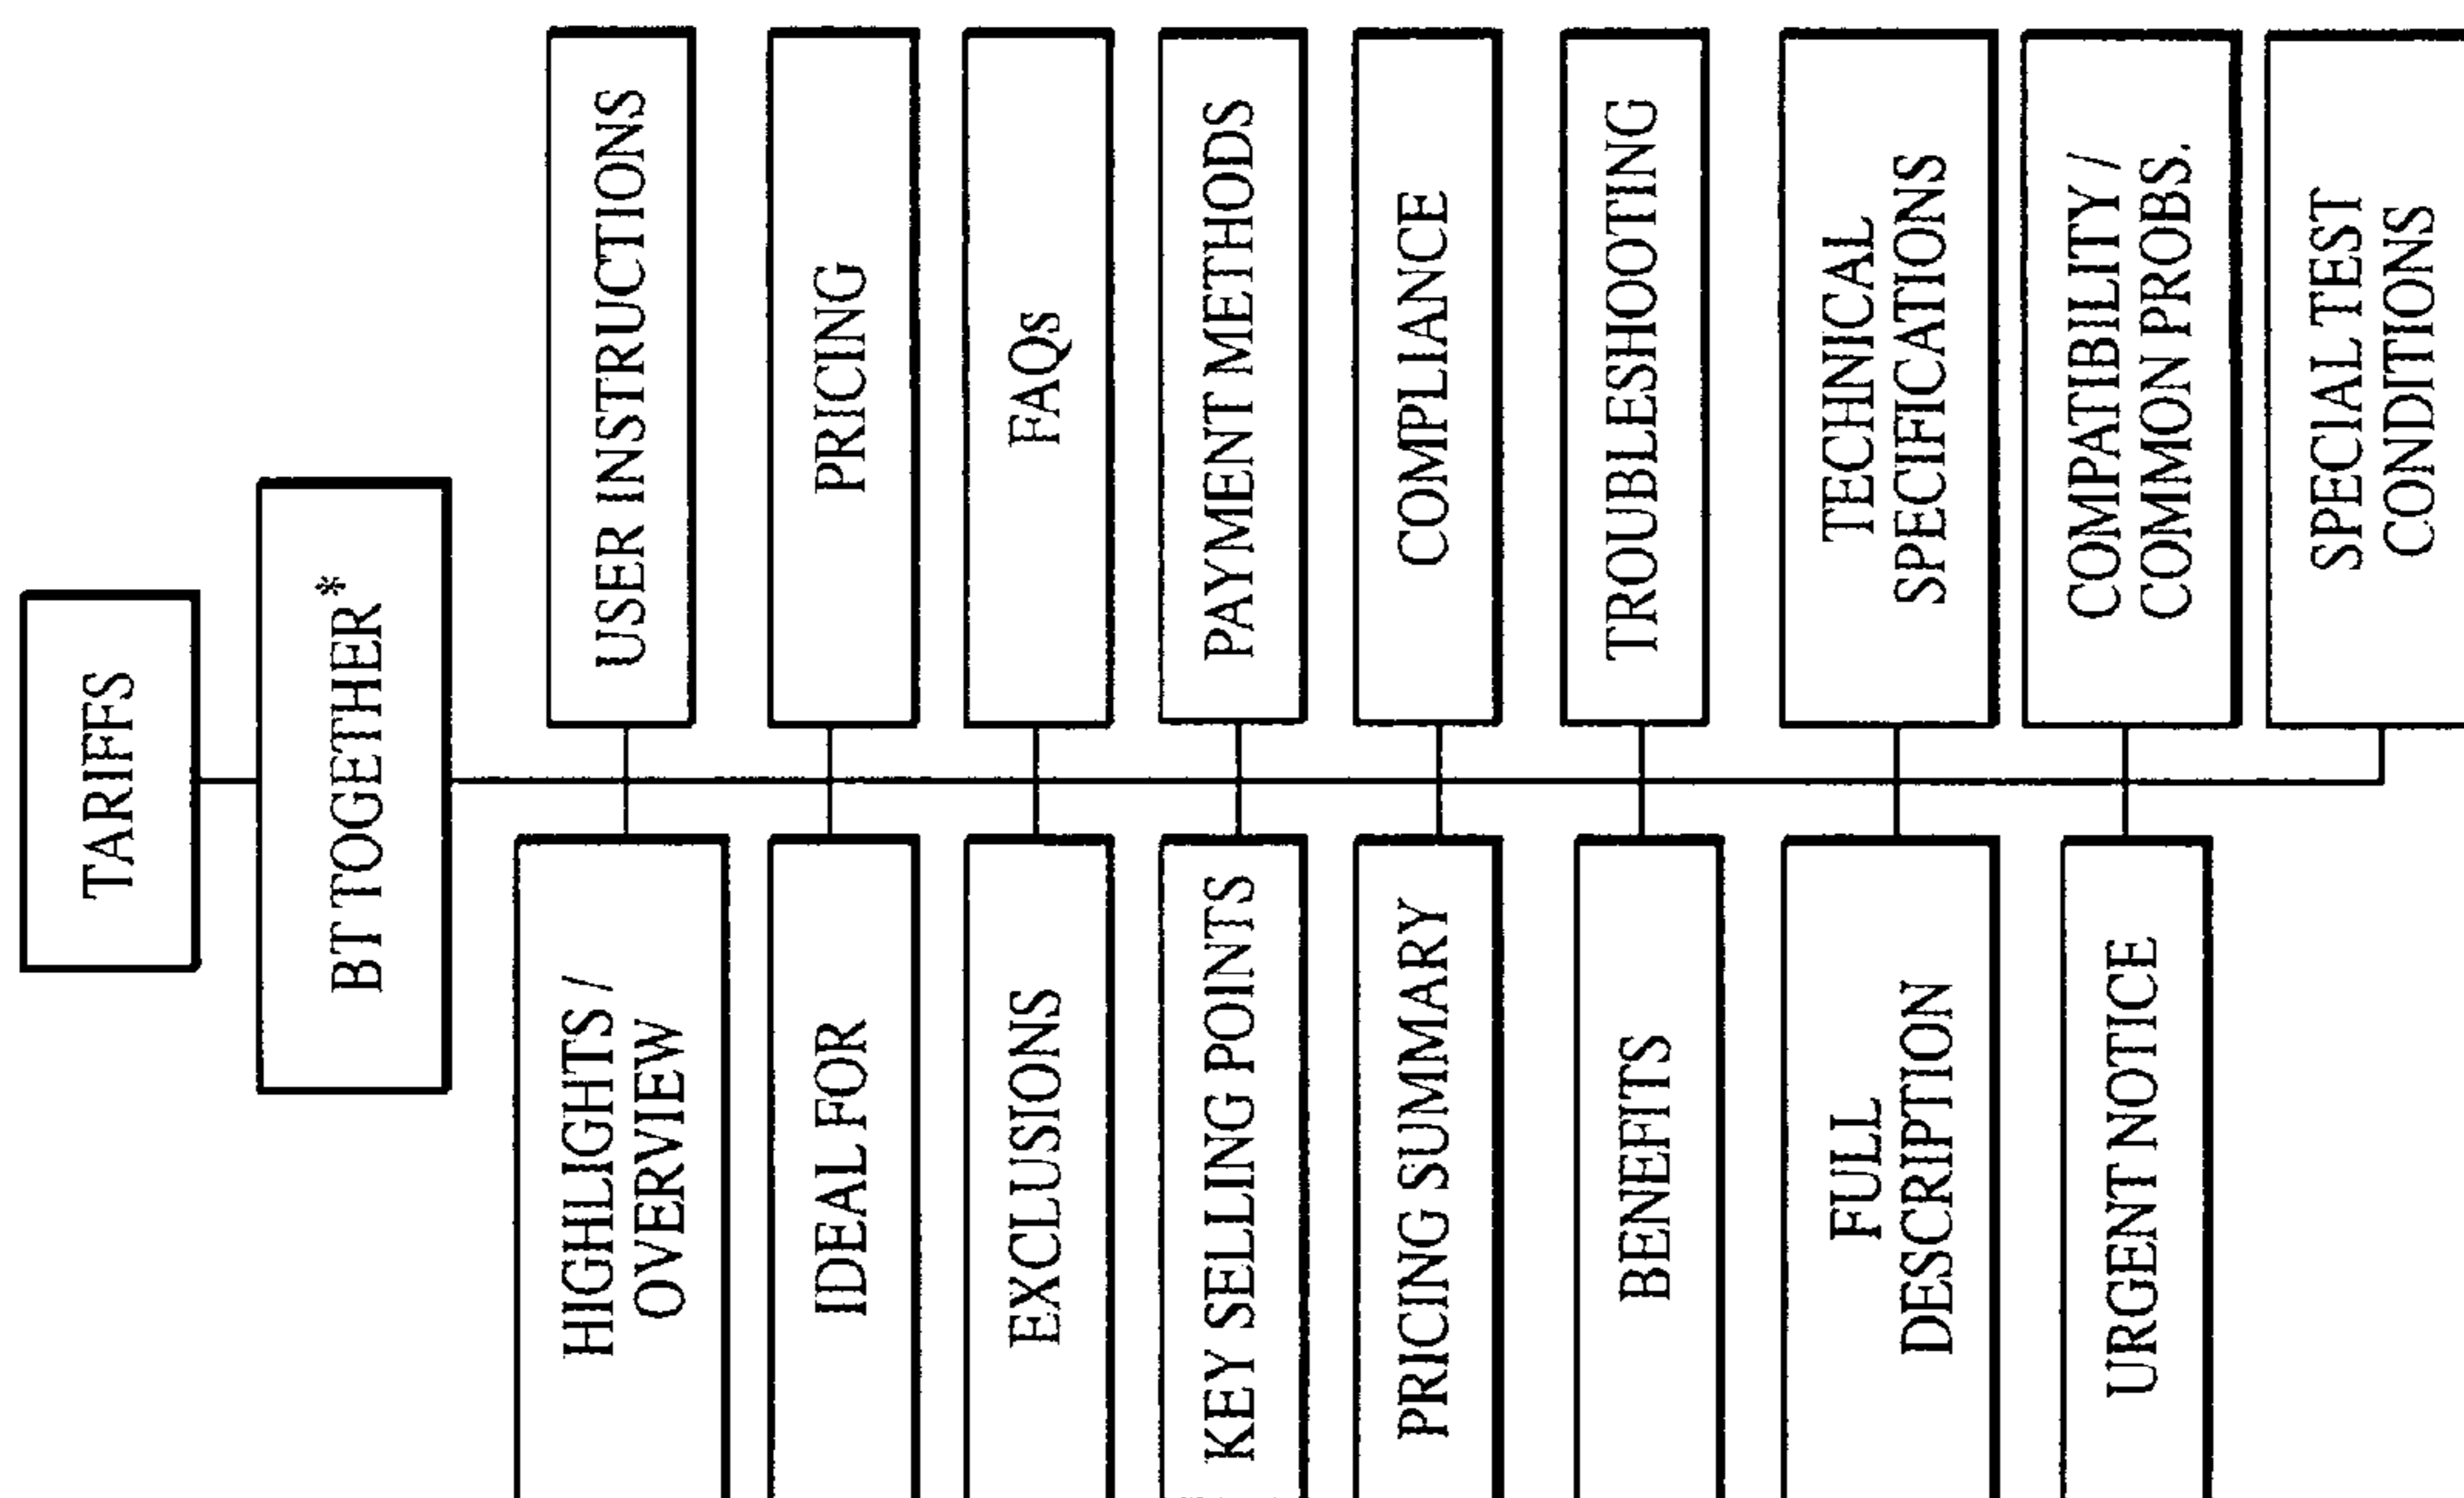 TARIFFS
BT TOGETHER*
HIGHLIGHTS /
OVERVIEW
USER INSTRUCTIONS
IDEAL FOR
PRICING
EXCLUSIONS
FAQs
KEY SELLING POINTS
PAYMENT METHODS
PRICING SUMMARY
COMPLIANCE
BENEFITS
TROUBLESHOOTING
FULL
DESCRIPTION
TECHNICAL
SPECIFICATIONS
URGENT NOTICE
COMPATIBILITY /
COMMON PROBS.
SPECIAL TEST
CONDITIONS